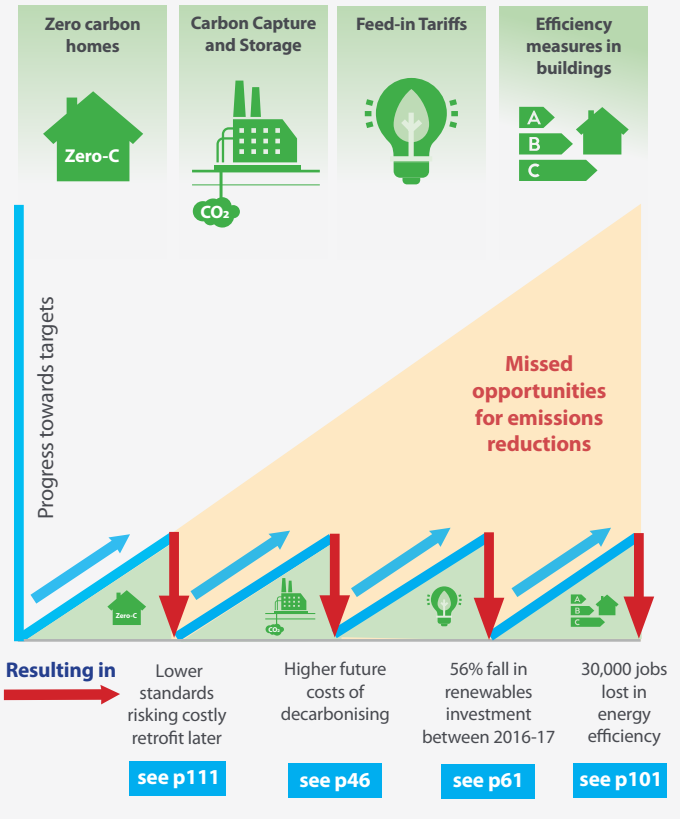 Zero carbon
homes
Carbon Capture
and Storage
Feed-in Tariffs
Efficiency
measures in
buildings
Zero-C
CO₂
A
B
C
Progress towards targets
Missed
opportunities
for emissions
reductions
Zero-C
CO₂
A
B
C
Resulting in
Lower
standards
risking costly
retrofit later
Higher future
costs of
decarbonising
56% fall in
renewables
investment
between 2016-17
30,000 jobs
lost in
energy
efficiency
see p111
see p46
see p61
see p101